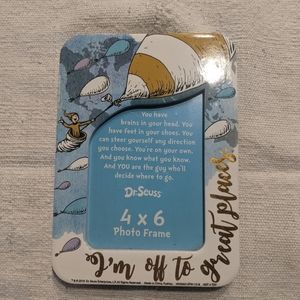 You have
brains in your head. You
have feet in your shoes. You
can steer yourself any direction
you choose. You're on your own.
And you know what you know.
And YOU are the guy who'll
decide where to go.
Dr. Seuss
4 x 6
Photo Frame
"I'm off to
great places